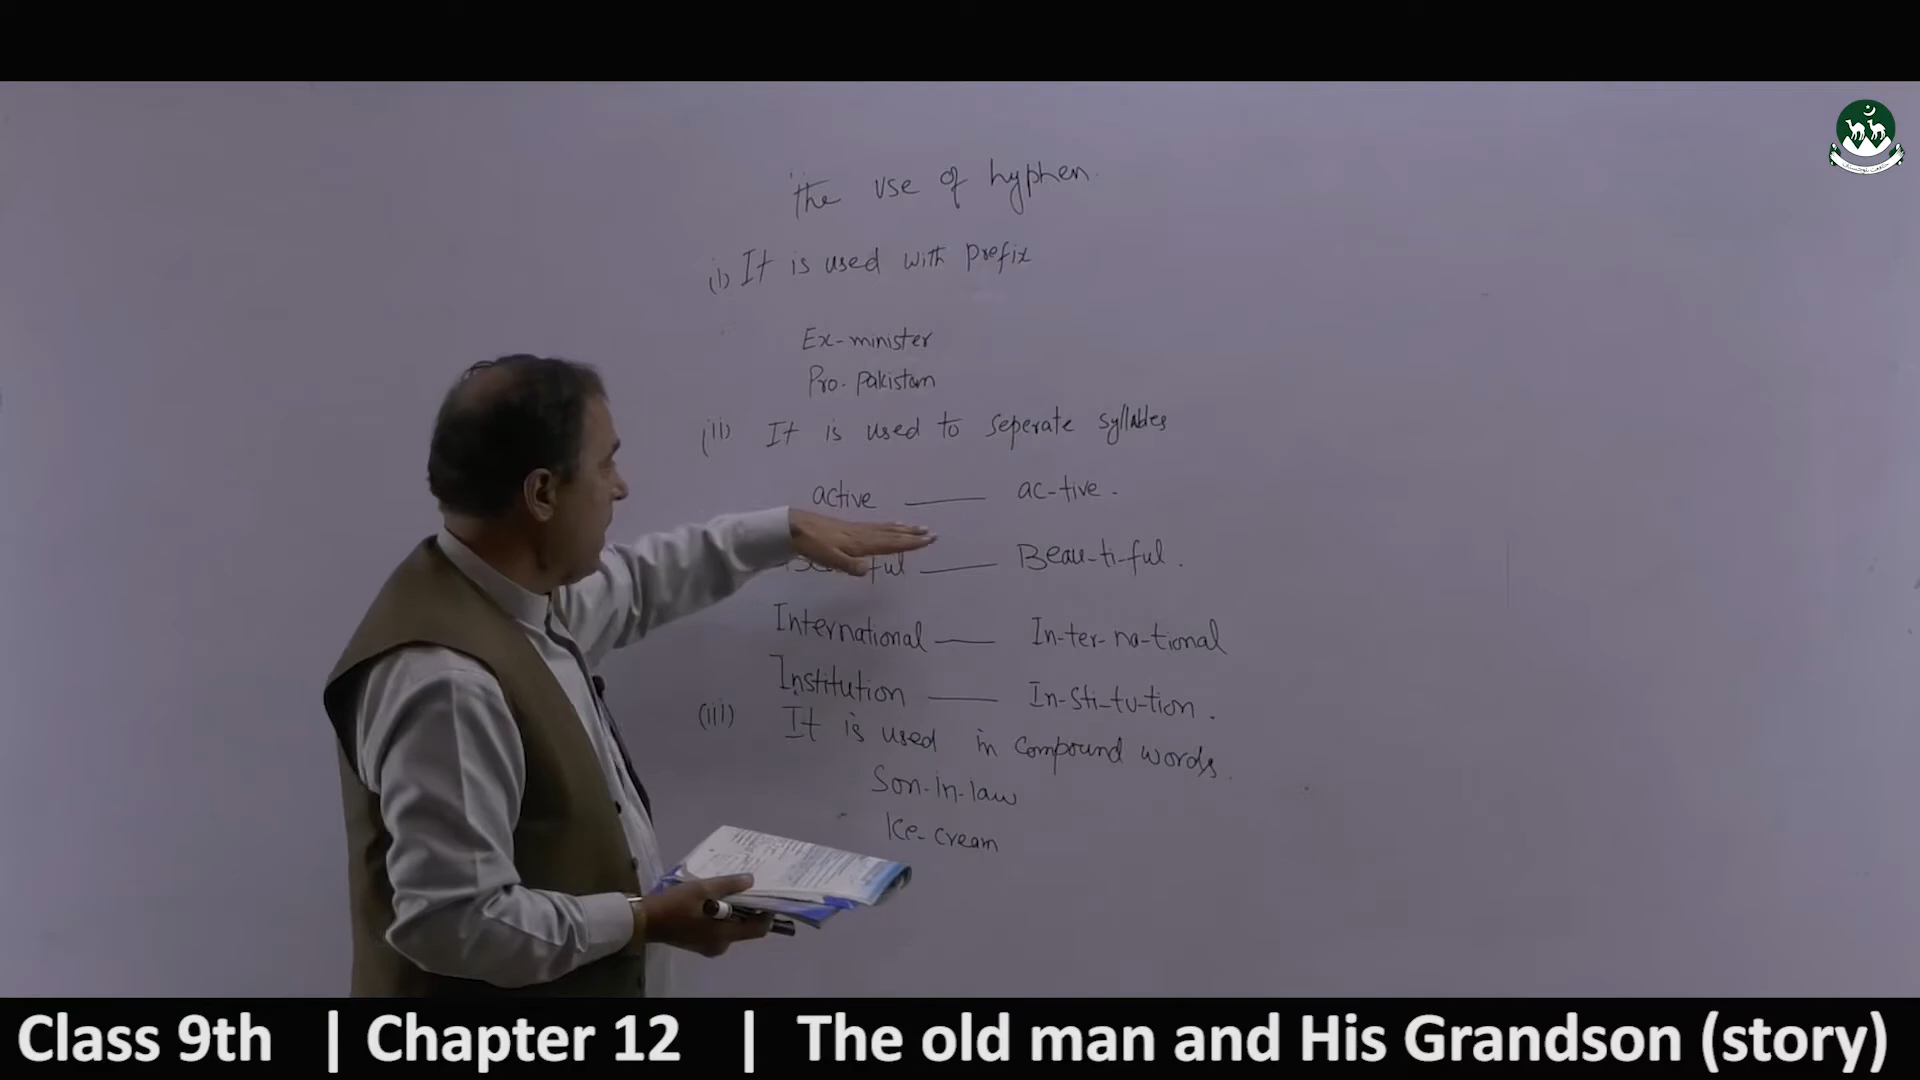 The use of hyphen.
(i) It is used with prefix
Ex-minister
Pro-Pakistan
(ii) It is used to seperate syllables
active —— ac-tive.
ful —— Beau-ti-ful.
International —— In-ter-na-tional
Institution —— In-sti-tu-tion.
(iii) It is used in compound words.
Son-in-law
Ice-cream
Class 9th | Chapter 12 | The old man and His Grandson (story)